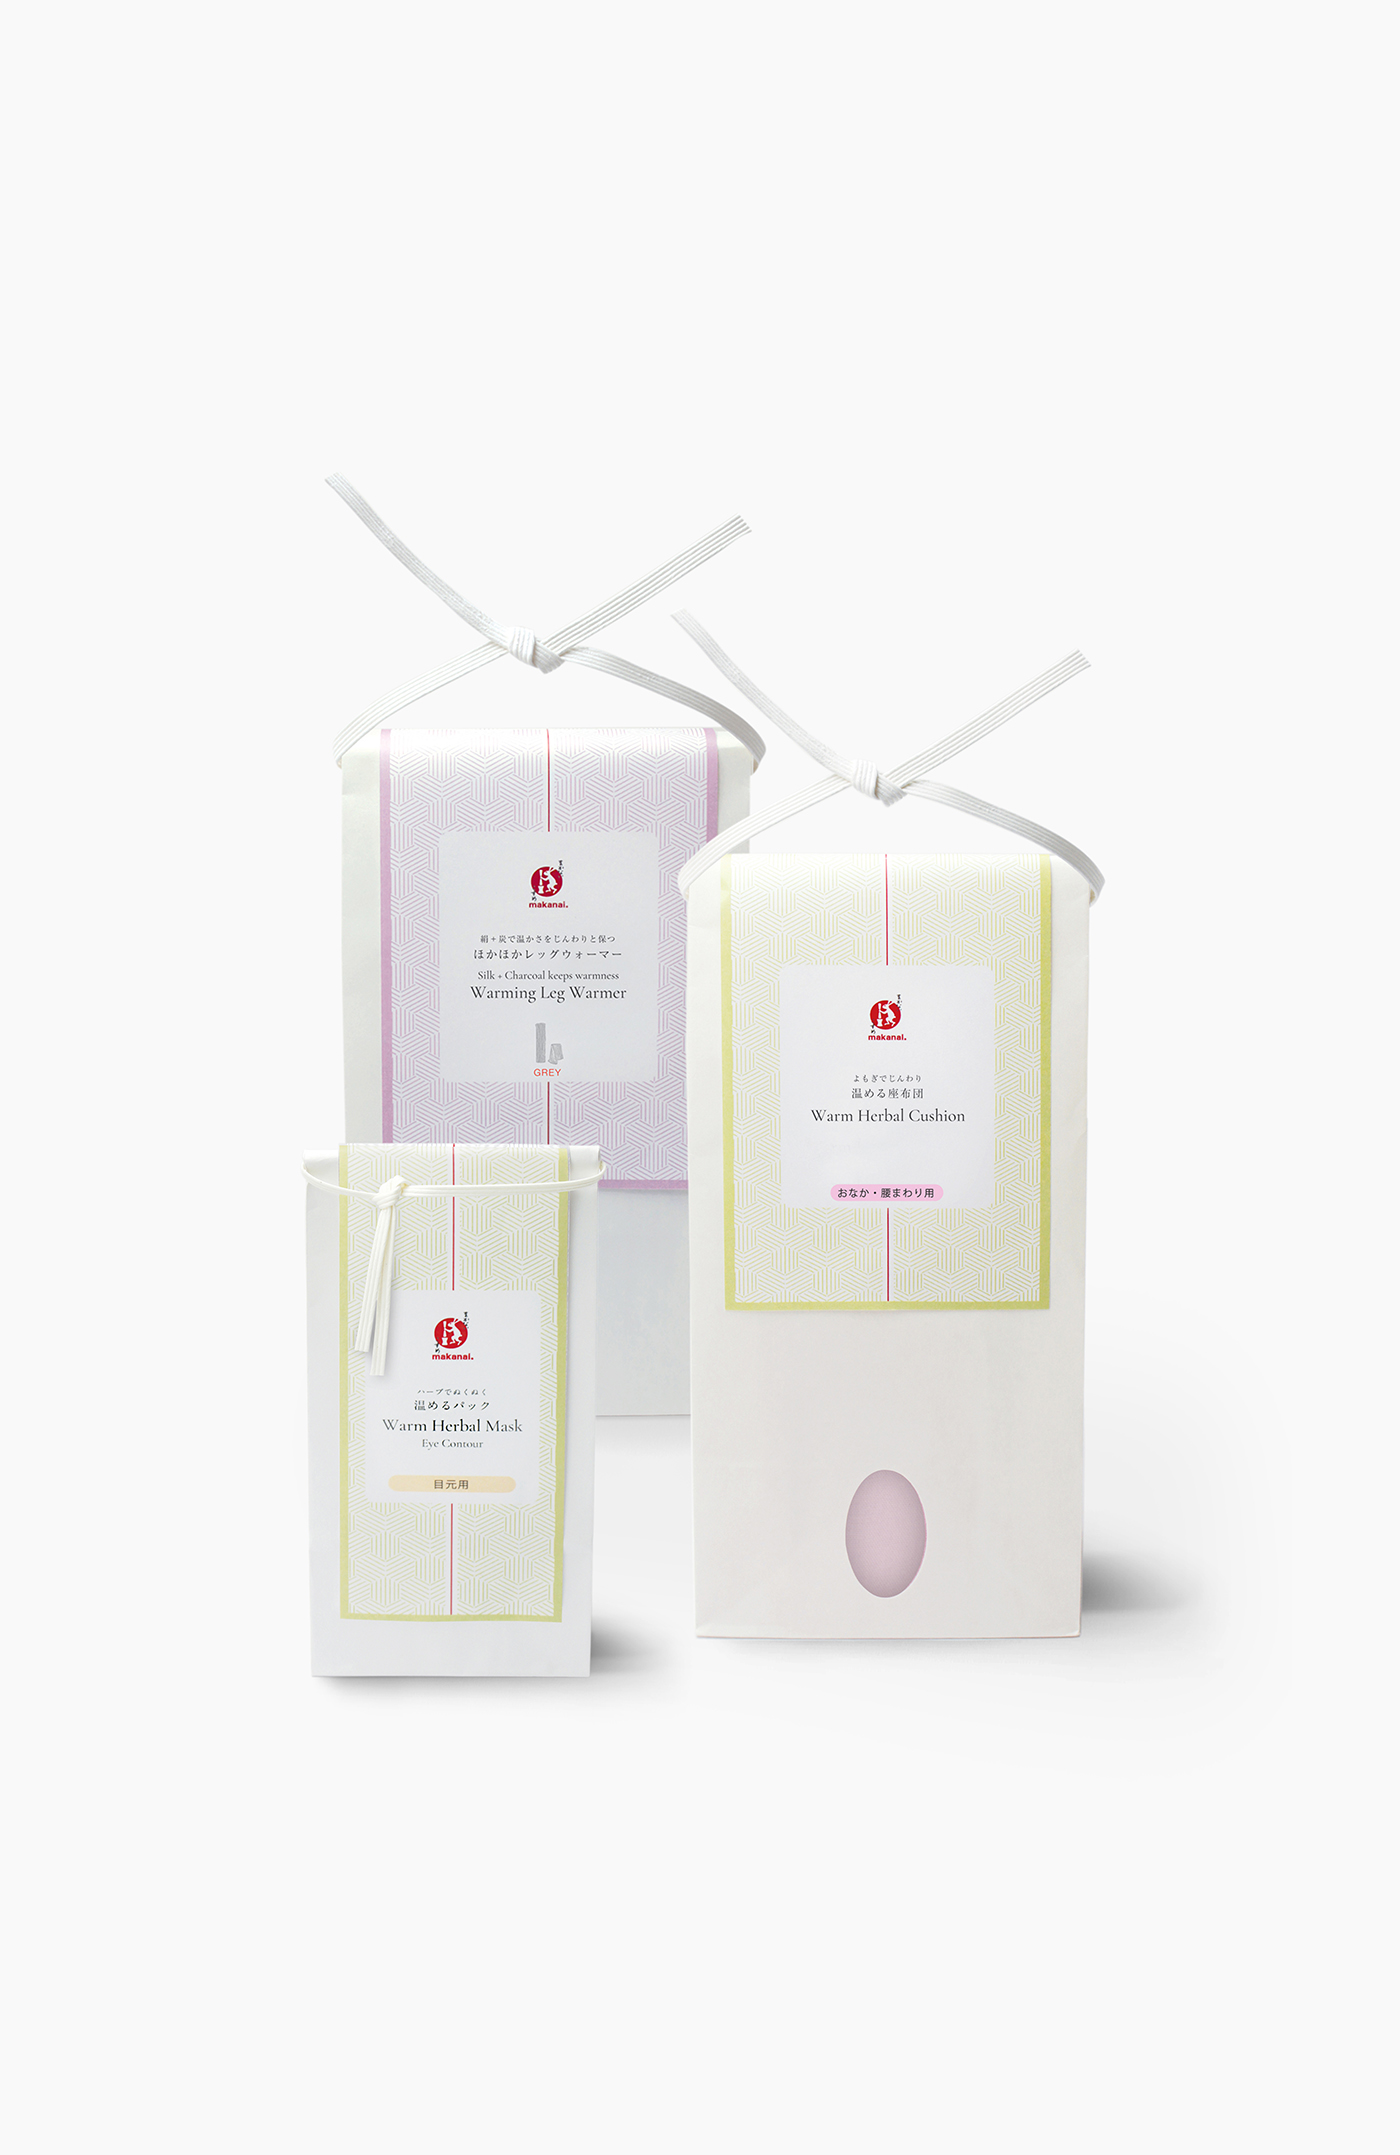 makanai.
絹＋炭で温かさをじんわりと保つ
ほかほかレッグウォーマー
Silk + Charcoal keeps warmness
Warming Leg Warmer
GREY
makanai.
よもぎでじんわり
温める座布団
Warm Herbal Cushion
おなか・腰まわり用
makanai.
ハーブでぬくぬく
温めるパック
Warm Herbal Mask
Eye Contour
目元用